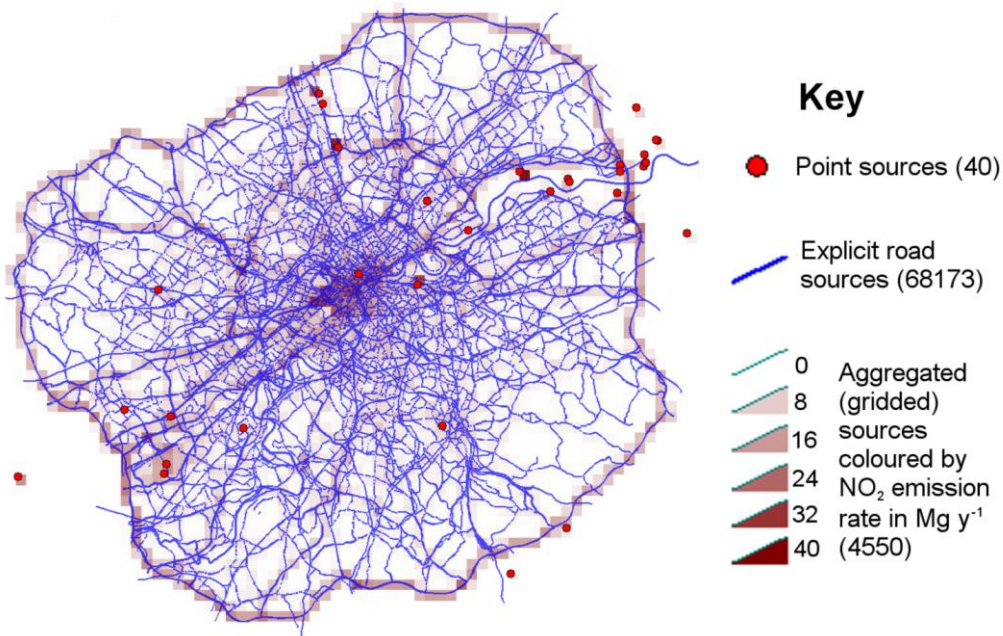 Key
Point sources (40)
Explicit road
sources (68173)
0
8
16
24
32
40
Aggregated
(gridded)
sources
coloured by
NO₂ emission
rate in Mg y⁻¹
(4550)